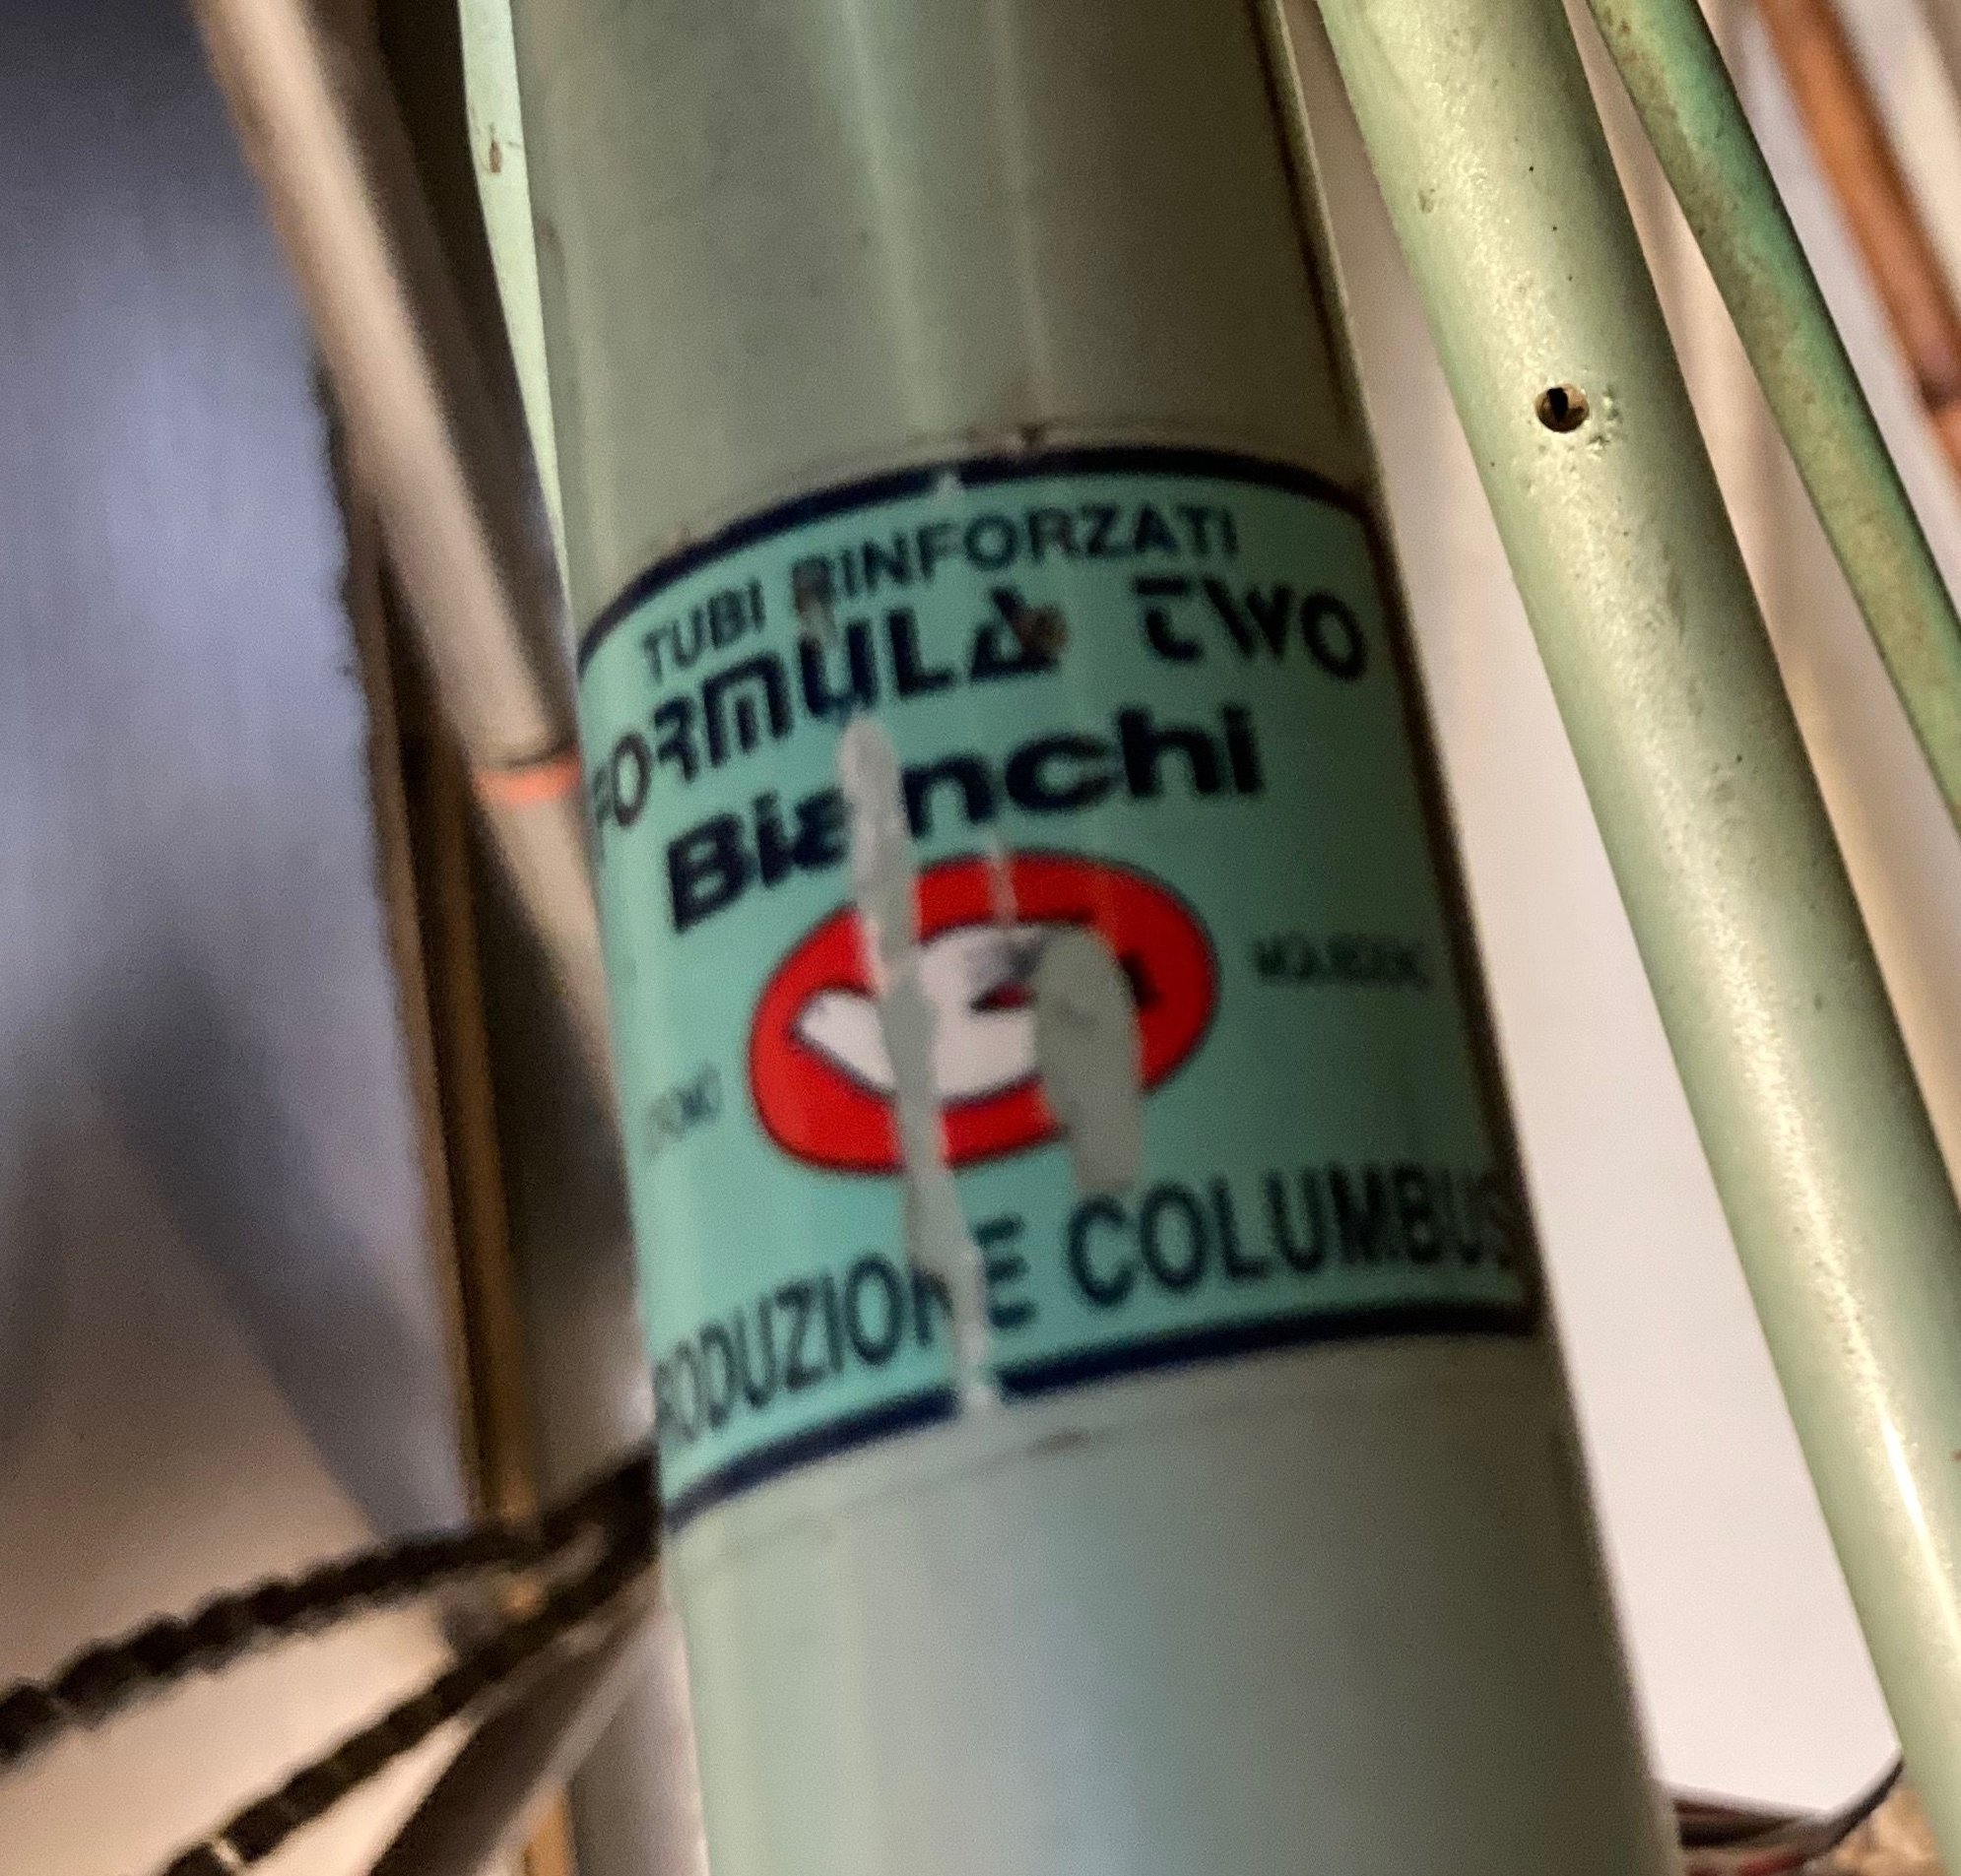 TUBI RINFORZATI
FORMULA TWO
Bianchi
PRODUZIONE COLUMBUS